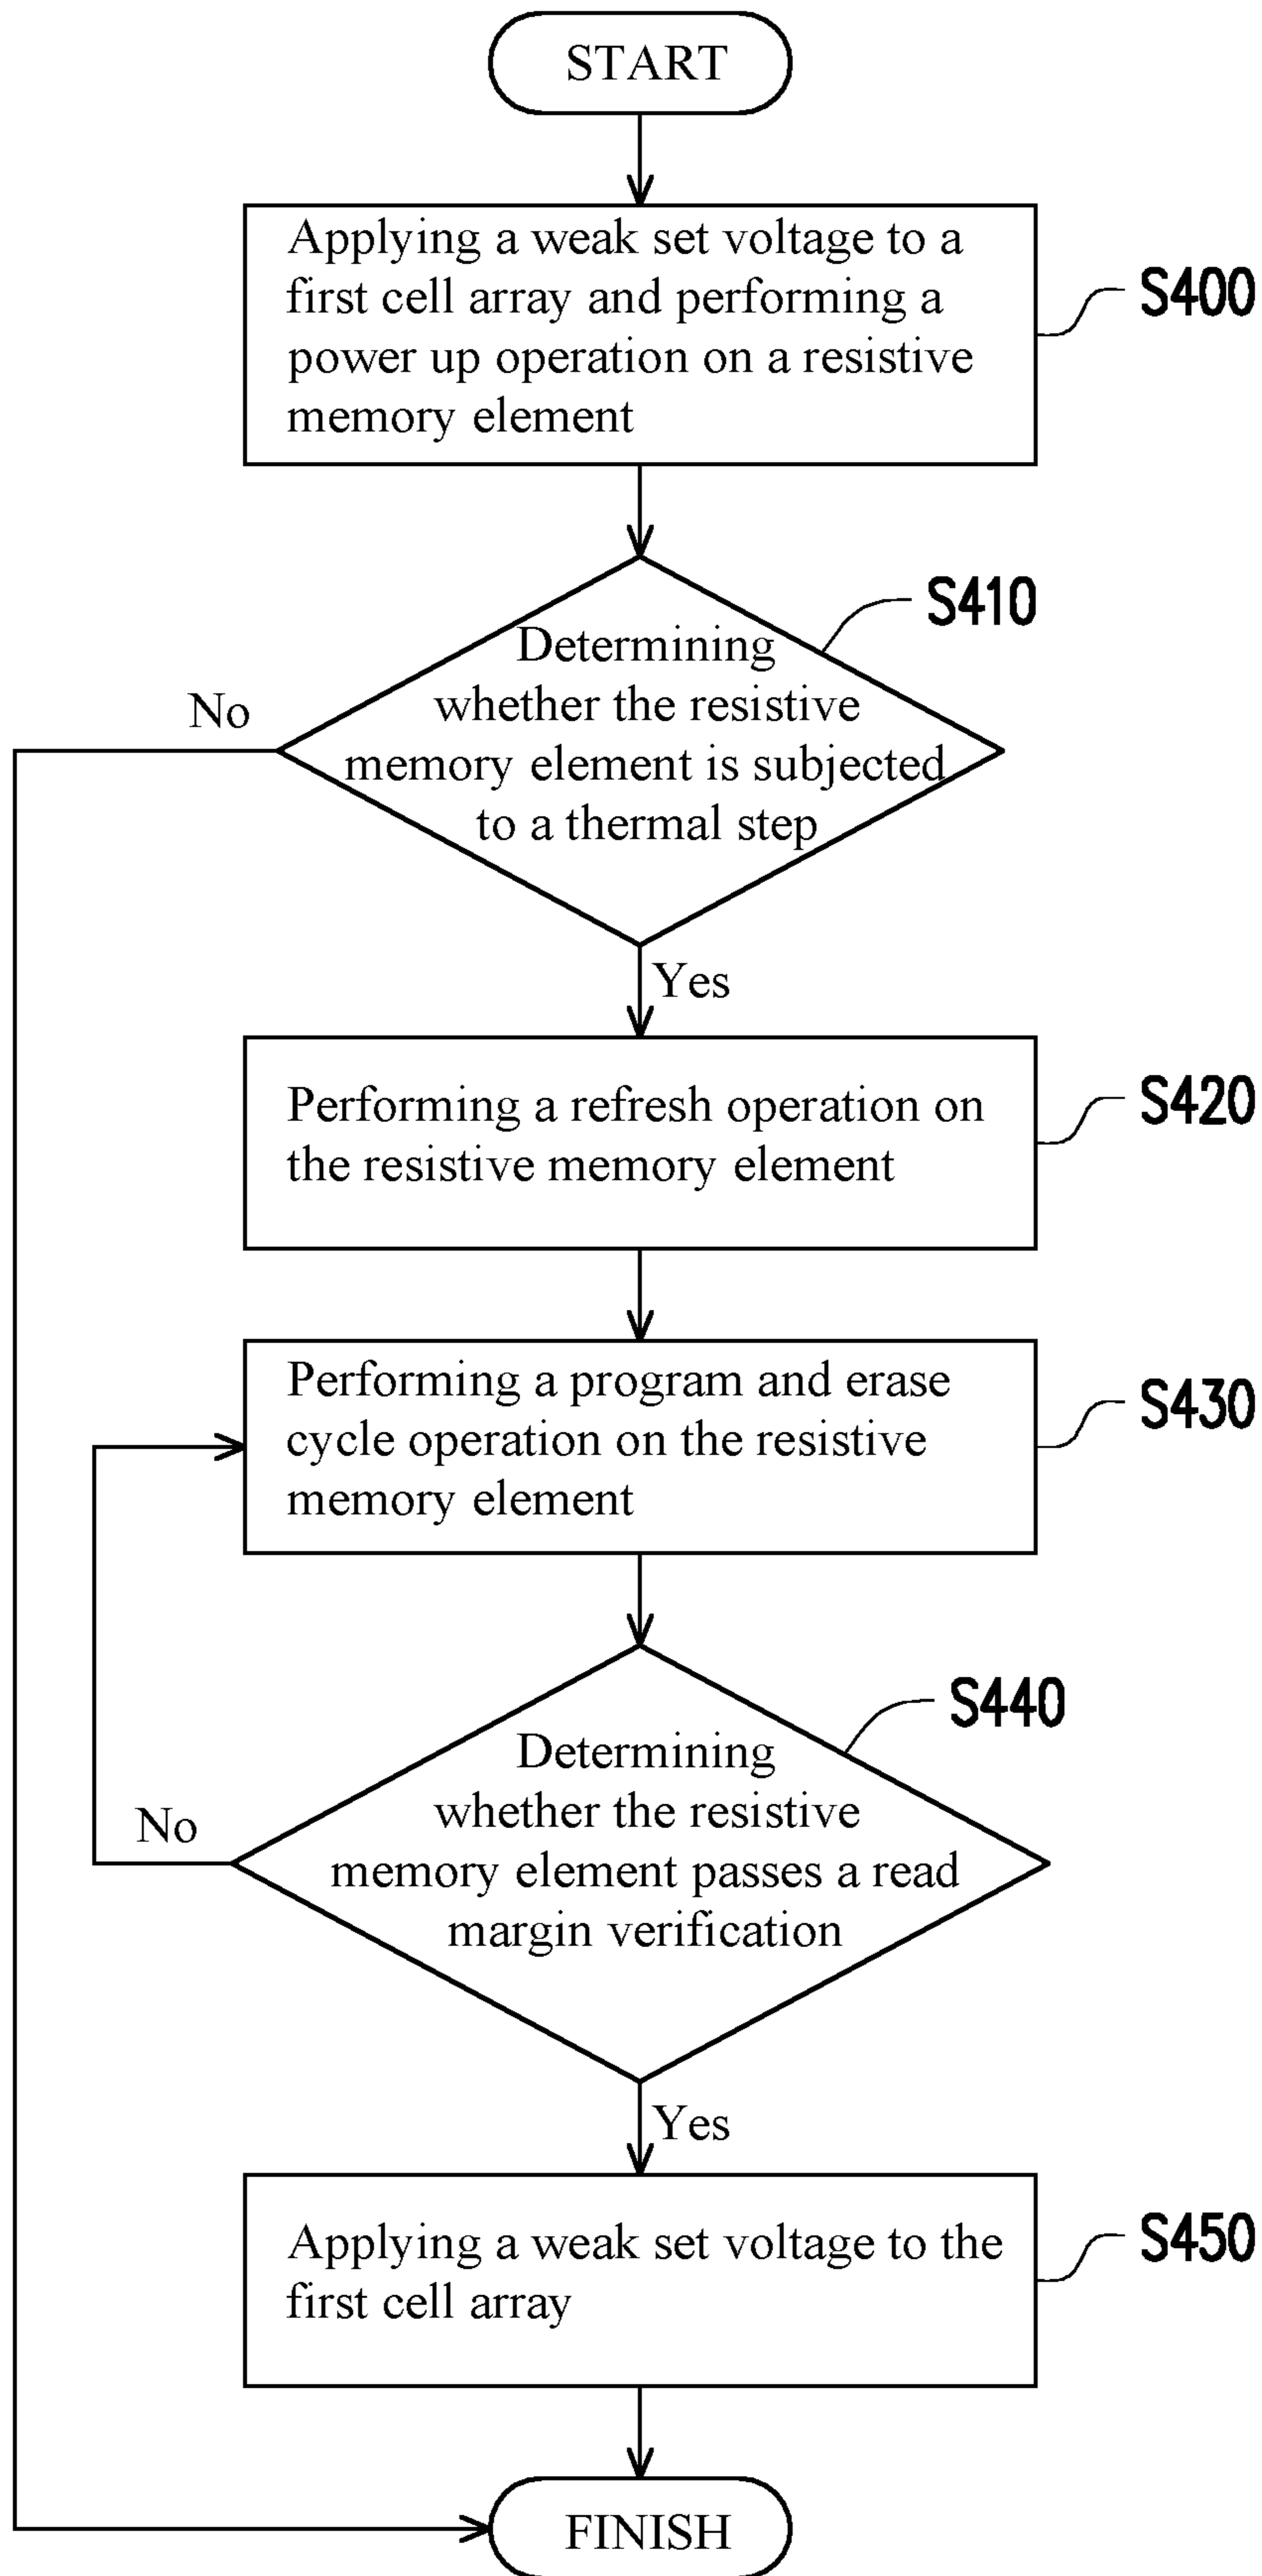 START
Applying a weak set voltage to a
first cell array and performing a
power up operation on a resistive
memory element
S400
S410
Determining
whether the resistive
memory element is subjected
to a thermal step
No
Yes
Performing a refresh operation on
the resistive memory element
S420
Performing a program and erase
cycle operation on the resistive
memory element
S430
S440
Determining
whether the resistive
memory element passes a read
margin verification
No
Yes
Applying a weak set voltage to the
first cell array
S450
FINISH